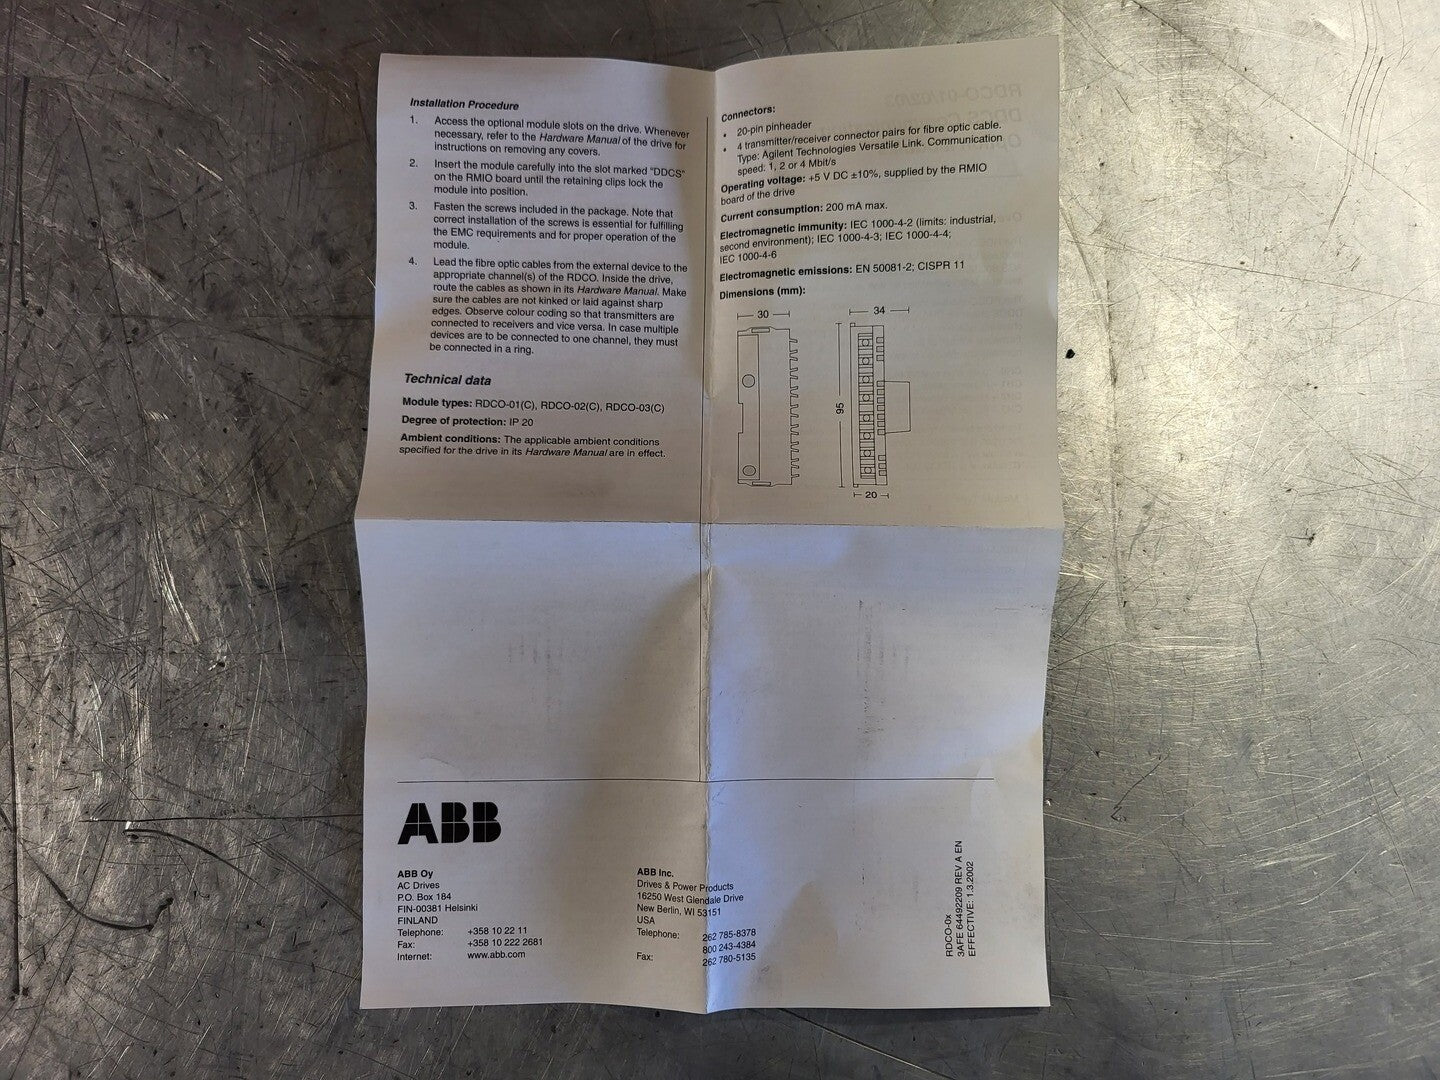 Installation Procedure
1. Access the optional module slots on the drive. Whenever
necessary, refer to the Hardware Manual of the drive for
instructions on removing any covers.
2. Insert the module carefully into the slot marked "DDCS"
on the RMIO board until the retaining clips lock the
module into position.
3. Fasten the screws included in the package. Note that
correct installation of the screws is essential for fulfilling
the EMC requirements and for proper operation of the
module.
4. Lead the fibre optic cables from the external device to the
appropriate channel(s) of the RDCO. Inside the drive,
route the cables as shown in its Hardware Manual. Make
sure the cables are not kinked or laid against sharp
edges. Observe colour coding so that transmitters are
connected to receivers and vice versa. In case multiple
devices are to be connected to one channel, they must
be connected in a ring.
Technical data
Module types: RDCO-01(C), RDCO-02(C), RDCO-03(C)
Degree of protection: IP 20
Ambient conditions: The applicable ambient conditions
specified for the drive in its Hardware Manual are in effect.
Connectors:
• 20-pin pinheader
• 4 transmitter/receiver connector pairs for fibre optic cable.
Type: Agilent Technologies Versatile Link. Communication
speed: 1, 2 or 4 Mbit/s
Operating voltage: +5 V DC ±10%, supplied by the RMIO
board of the drive
Current consumption: 200 mA max.
Electromagnetic immunity: IEC 1000-4-2 (limits: industrial,
second environment); IEC 1000-4-3; IEC 1000-4-4;
IEC 1000-4-6
Electromagnetic emissions: EN 50081-2; CISPR 11
Dimensions (mm):
30
34
95
20
ABB
ABB Oy
AC Drives
P.O. Box 184
FIN-00381 Helsinki
FINLAND
Telephone: +358 10 22 11
Fax: +358 10 222 2681
Internet: www.abb.com
ABB Inc.
Drives & Power Products
16250 West Glendale Drive
New Berlin, WI 53151
USA
Telephone: 262 785-8378
800 243-4384
Fax: 262 780-5135
RDCO-0x
3AFE 64492209 REV A EN
EFFECTIVE: 1.3.2002